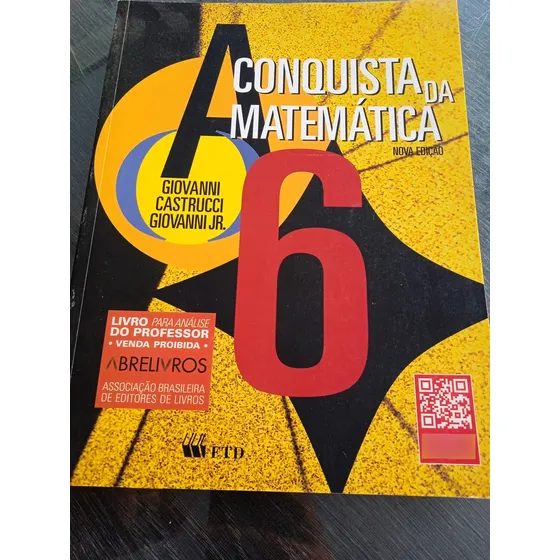 A CONQUISTA DA
MATEMÁTICA
NOVA EDIÇÃO
GIOVANNI
CASTRUCCI
GIOVANNI JR.
6
LIVRO PARA ANÁLISE
DO PROFESSOR
• VENDA PROIBIDA •
ABRELIVROS
ASSOCIAÇÃO BRASILEIRA
DE EDITORES DE LIVROS
FTD